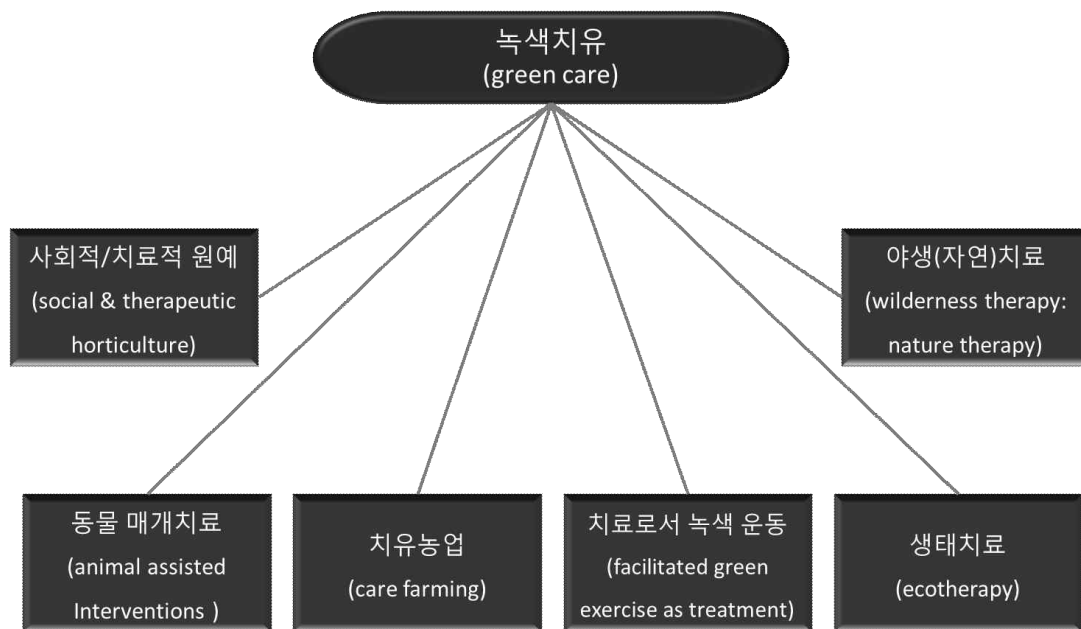 녹색치유
(green care)
사회적/치료적 원예
(social & therapeutic
horticulture)
야생(자연)치료
(wilderness therapy:
nature therapy)
동물 매개치료
(animal assisted
Interventions )
치유농업
(care farming)
치료로서 녹색 운동
(facilitated green
exercise as treatment)
생태치료
(ecotherapy)